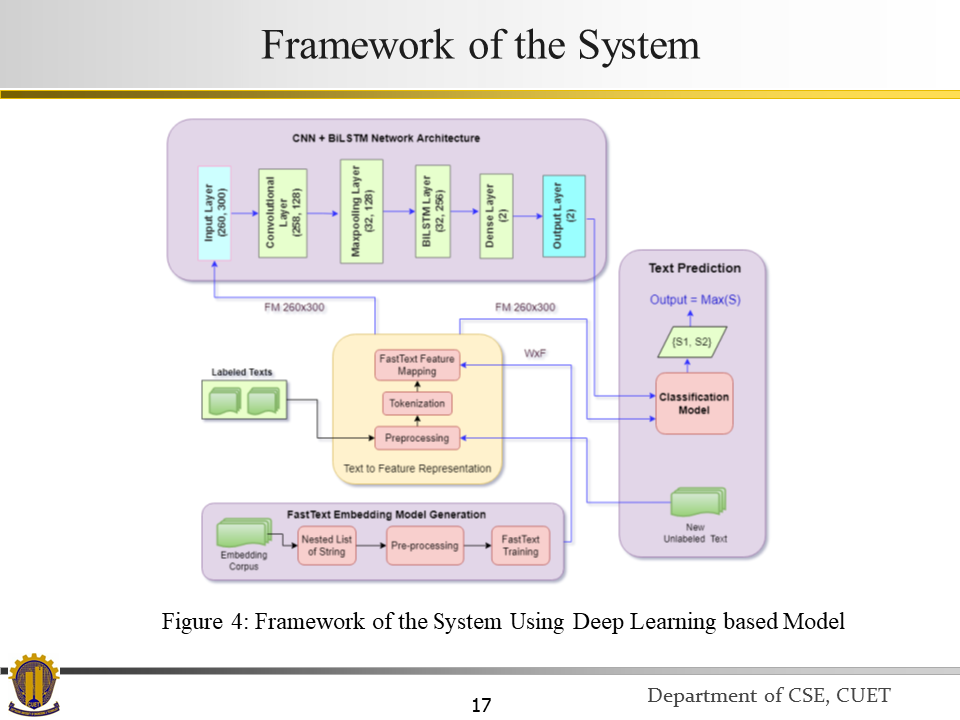 Framework of the System
CNN + BiLSTM Network Architecture
Input Layer
(260, 300)
Convolutional
Layer
(258, 128)
Maxpooling Layer
(32, 128)
BiLSTM Layer
(32, 256)
Dense Layer
(2)
Output Layer
(2)
FM 260x300
FM 260x300
WxF
Text Prediction
Output = Max(S)
{S1, S2}
Classification
Model
New
Unlabeled Text
Labeled Texts
FastText Feature
Mapping
Tokenization
Preprocessing
Text to Feature Representation
FastText Embedding Model Generation
Embedding
Corpus
Nested List
of String
Pre-processing
FastText
Training
Figure 4: Framework of the System Using Deep Learning based Model
CUET
17
Department of CSE, CUET